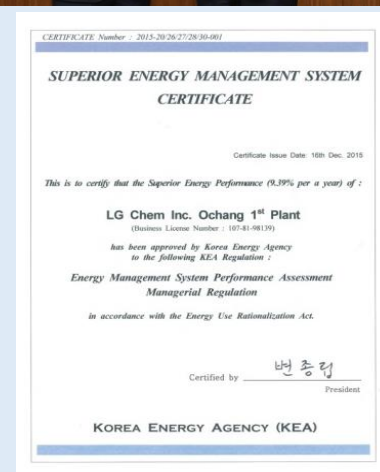 CERTIFICATE Number : 2015-20/26/27/28/30-001
SUPERIOR ENERGY MANAGEMENT SYSTEM
CERTIFICATE
Certificate Issue Date: 16th Dec. 2015
This is to certify that the Superior Energy Performance (9.39% per a year) of :
LG Chem Inc. Ochang 1st Plant
(Business License Number : 107-81-98139)
has been approved by Korea Energy Agency
to the following KEA Regulation :
Energy Management System Performance Assessment
Managerial Regulation
in accordance with the Energy Use Rationalization Act.
변종립
Certified by
President
KOREA ENERGY AGENCY (KEA)